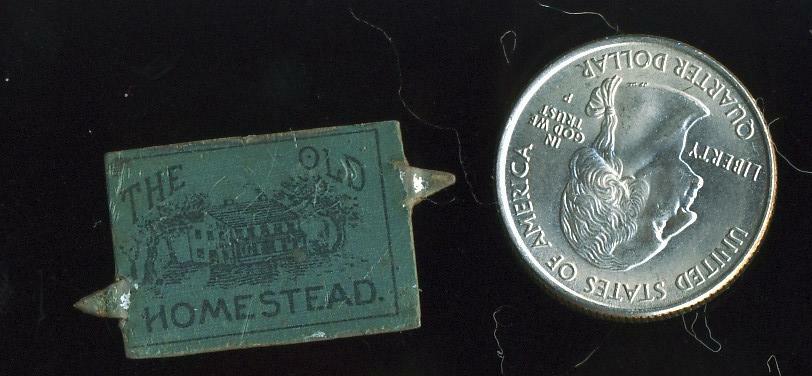 THE OLD
HOMESTEAD.
UNITED STATES OF AMERICA
LIBERTY
IN
GOD WE
TRUST
P
QUARTER DOLLAR